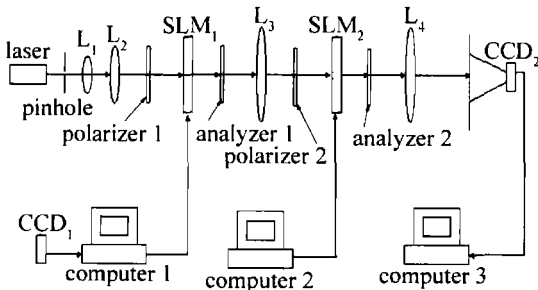 laser
pinhole
L₁
L₂
polarizer 1
SLM₁
analyzer 1
L₃
polarizer 2
SLM₂
analyzer 2
L₄
CCD₂
CCD₁
computer 1
computer 2
computer 3